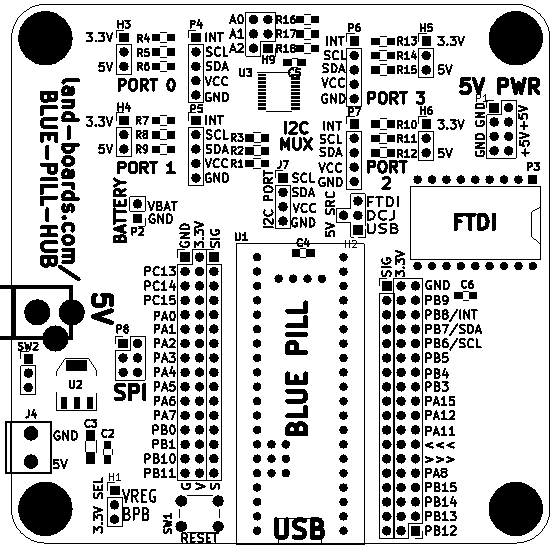 H3
3.3V
5V
R4
R5
R6
PORT 0
P4
INT
SCL
SDA
VCC
GND
A0
A1
A2
R16
R17
R18
H9
U3
P6
INT
SCL
SDA
VCC
GND
R13
R14
R15
H5
3.3V
5V
PORT 3
5V PWR
GND GND
+5V+5V
H4
3.3V
5V
R7
R8
R9
PORT 1
P5
INT
SCL
SDA
VCC
GND
R3
R2
R1
I2C
MUX
P7
INT
SCL
SDA
VCC
GND
R10
R11
R12
H6
3.3V
5V
PORT
2
land-boards.com/
BLUE-PILL-HUB
BATTERY
VBAT
GND
P2
J7
I2C PORT
SCL
SDA
VCC
GND
5V SRC
FTDI
DCJ
USB
H2
P3
FTDI
5V
SW2
U2
P8
SPI
J4
GND
5V
C3
C2
H1
3.3V SEL
VREG
BPB
GND
3.3V
SIG
PC13
PC14
PC15
PA0
PA1
PA2
PA3
PA4
PA5
PA6
PA7
PB0
PB1
PB10
PB11
G
V
S
SW1
RESET
U1
C4
BLUE PILL
USB
SIG
3.3V
GND
PB9
PB8/INT
PB7/SDA
PB6/SCL
PB5
PB4
PB3
PA15
PA12
PA11
<<<
>>>
PA8
PB15
PB14
PB13
PB12
C6